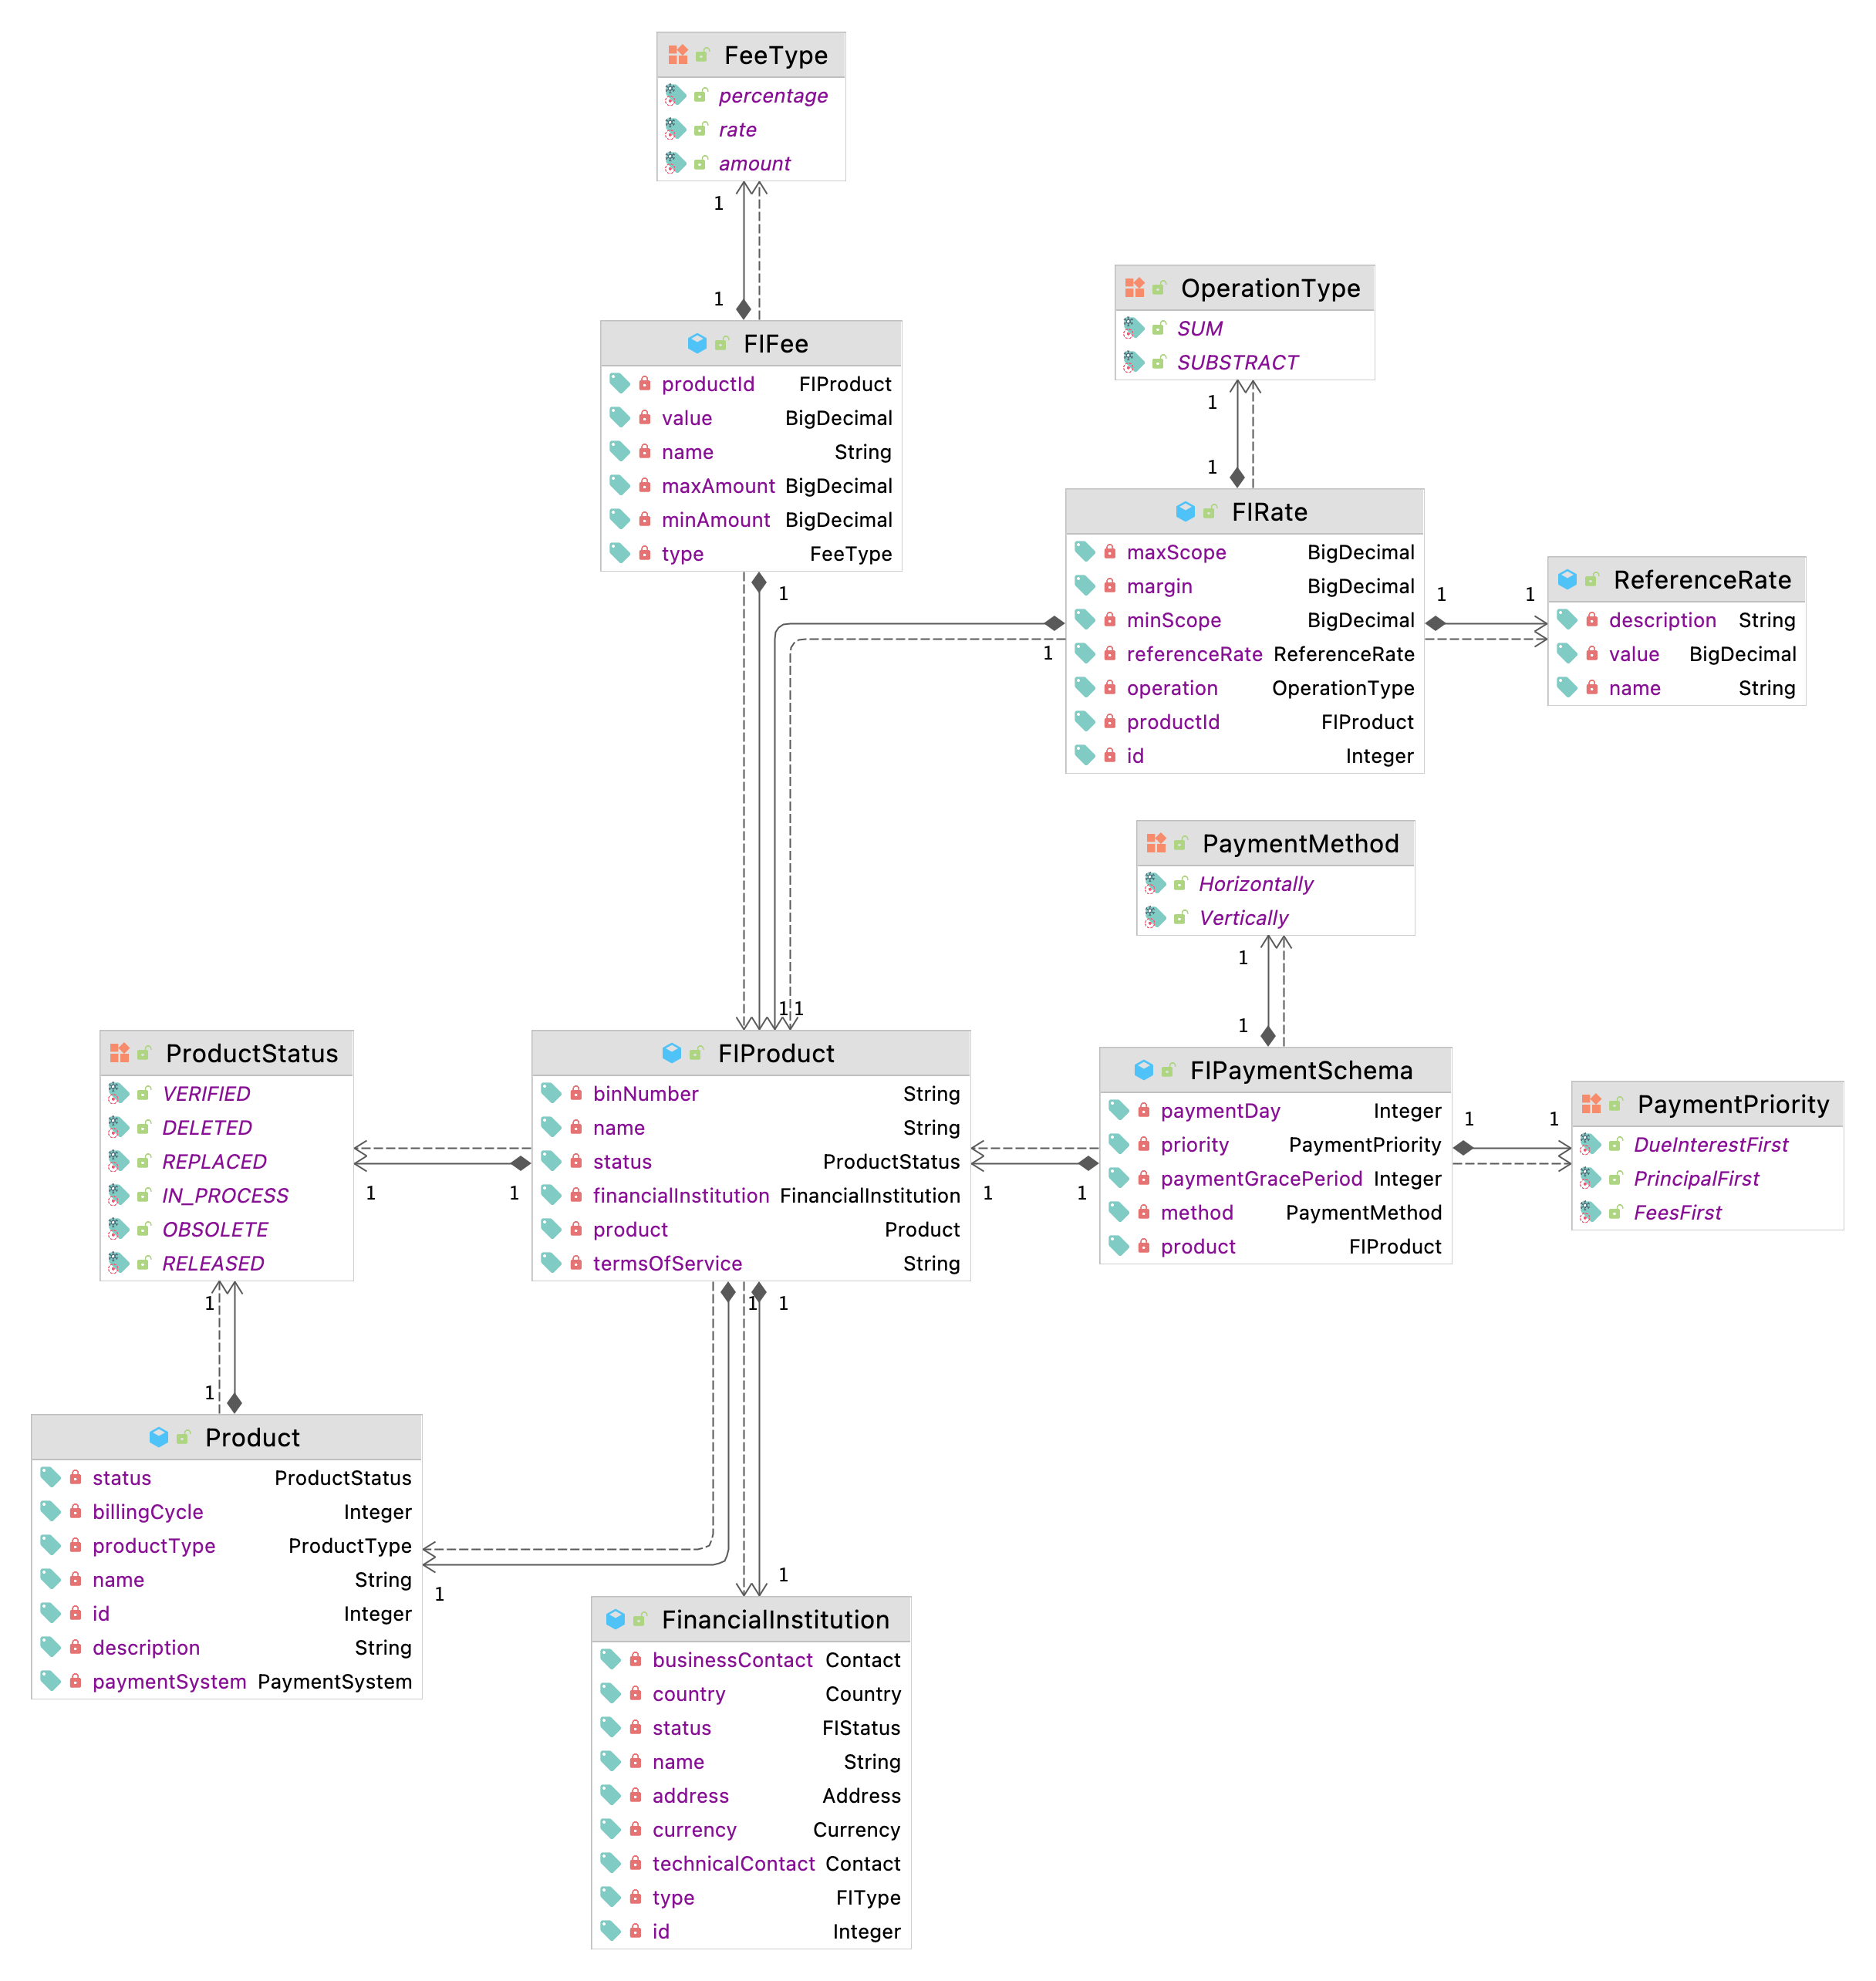 FeeType
percentage
rate
amount
1
1
FIFee
productId FIProduct
value BigDecimal
name String
maxAmount BigDecimal
minAmount BigDecimal
type FeeType
1
OperationType
SUM
SUBSTRACT
1
1
FIRate
maxScope BigDecimal
margin BigDecimal
minScope BigDecimal
referenceRate ReferenceRate
operation OperationType
productId FIProduct
id Integer
1
1 1
ReferenceRate
description String
value BigDecimal
name String
PaymentMethod
Horizontally
Vertically
1
1
1 1
ProductStatus
VERIFIED
DELETED
REPLACED
IN_PROCESS
OBSOLETE
RELEASED
1 1
FIProduct
binNumber String
name String
status ProductStatus
financialInstitution FinancialInstitution
product Product
termsOfService String
1 1
FIPaymentSchema
paymentDay Integer
priority PaymentPriority
paymentGracePeriod Integer
method PaymentMethod
product FIProduct
1 1
PaymentPriority
DueInterestFirst
PrincipalFirst
FeesFirst
1
1
1 1
Product
status ProductStatus
billingCycle Integer
productType ProductType
name String
id Integer
description String
paymentSystem PaymentSystem
1
1
FinancialInstitution
businessContact Contact
country Country
status FIStatus
name String
address Address
currency Currency
technicalContact Contact
type FIType
id Integer